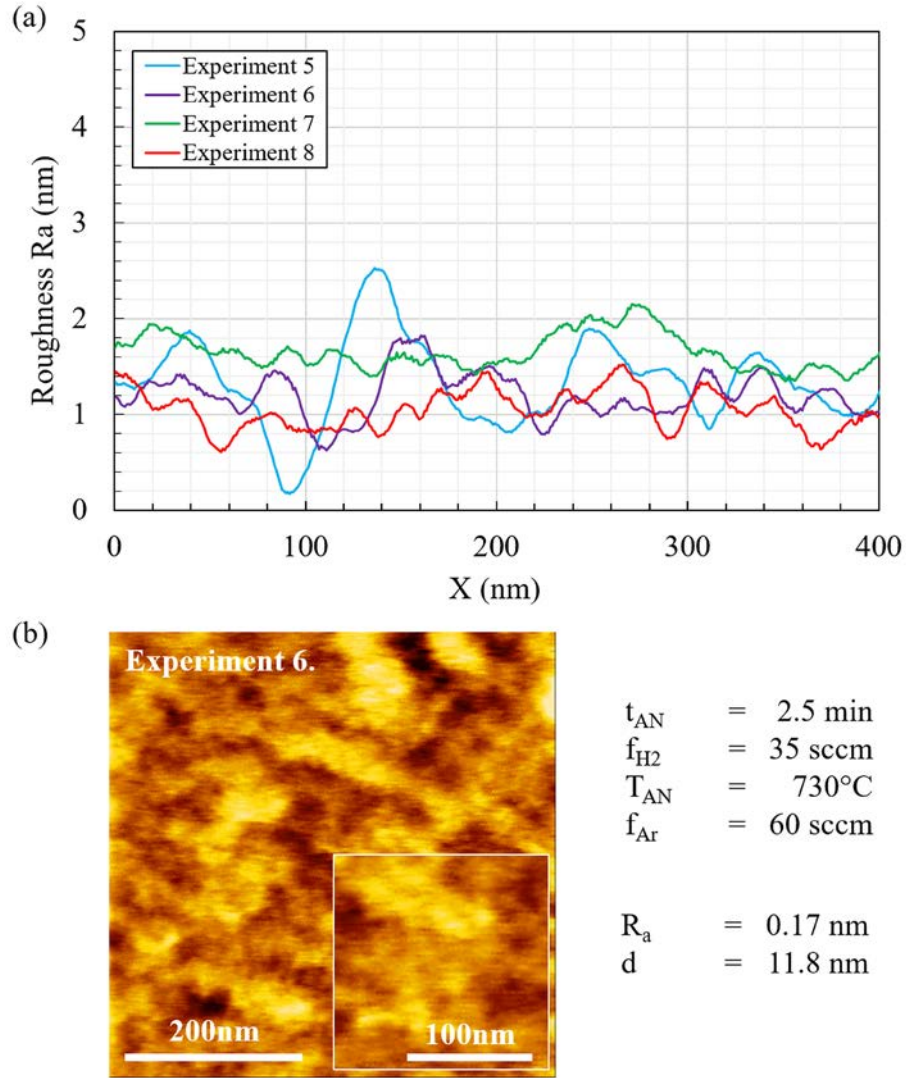 (a)
5
4
3
2
1
0
Roughness Ra (nm)
Experiment 5
Experiment 6
Experiment 7
Experiment 8
0 100 200 300 400
X (nm)
(b)
Experiment 6.
200nm
100nm
t_AN = 2.5 min
f_H2 = 35 sccm
T_AN = 730°C
f_Ar = 60 sccm
R_a = 0.17 nm
d = 11.8 nm